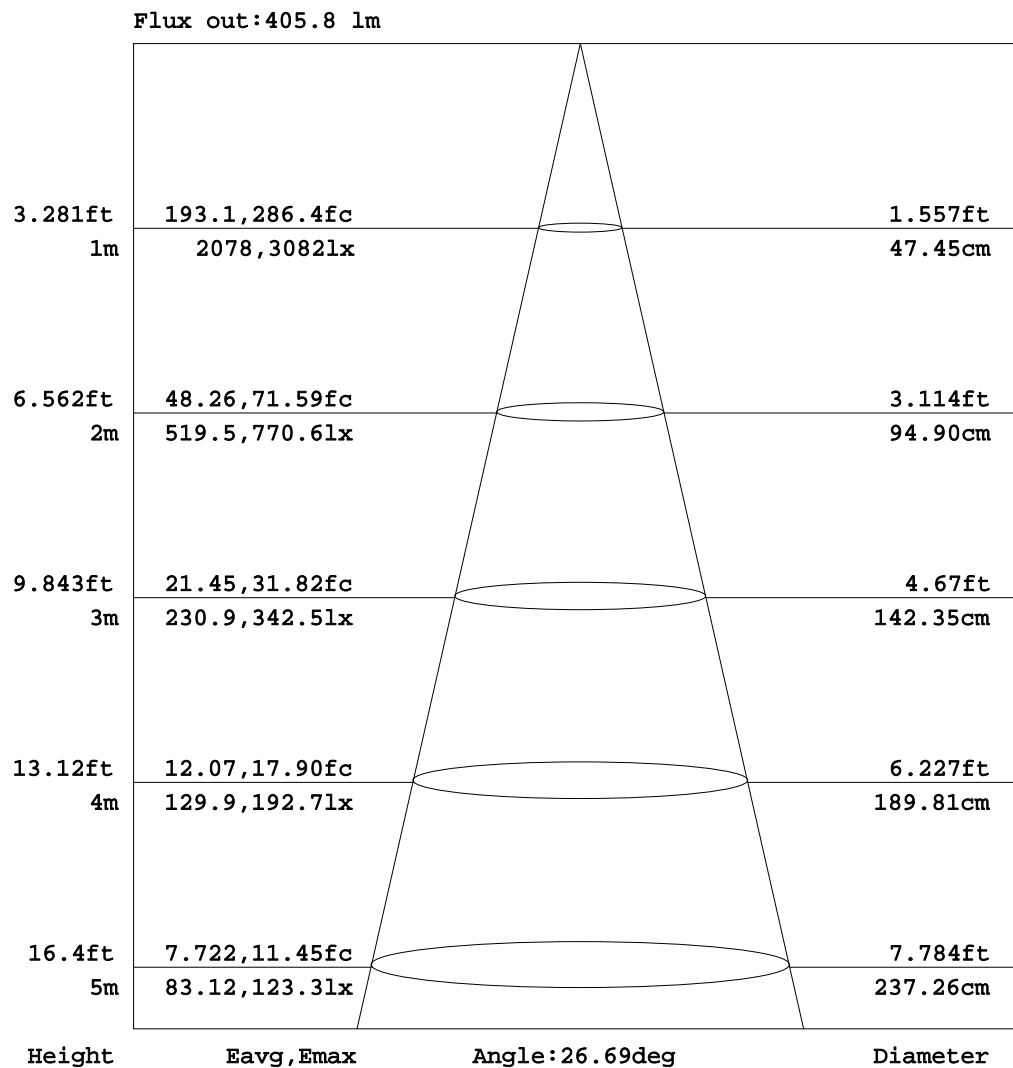 Flux out:405.8 lm
3.281ft 193.1,286.4fc 1.557ft
1m 2078,3082lx 47.45cm
6.562ft 48.26,71.59fc 3.114ft
2m 519.5,770.6lx 94.90cm
9.843ft 21.45,31.82fc 4.67ft
3m 230.9,342.5lx 142.35cm
13.12ft 12.07,17.90fc 6.227ft
4m 129.9,192.7lx 189.81cm
16.4ft 7.722,11.45fc 7.784ft
5m 83.12,123.3lx 237.26cm
Height Eavg,Emax Angle:26.69deg Diameter